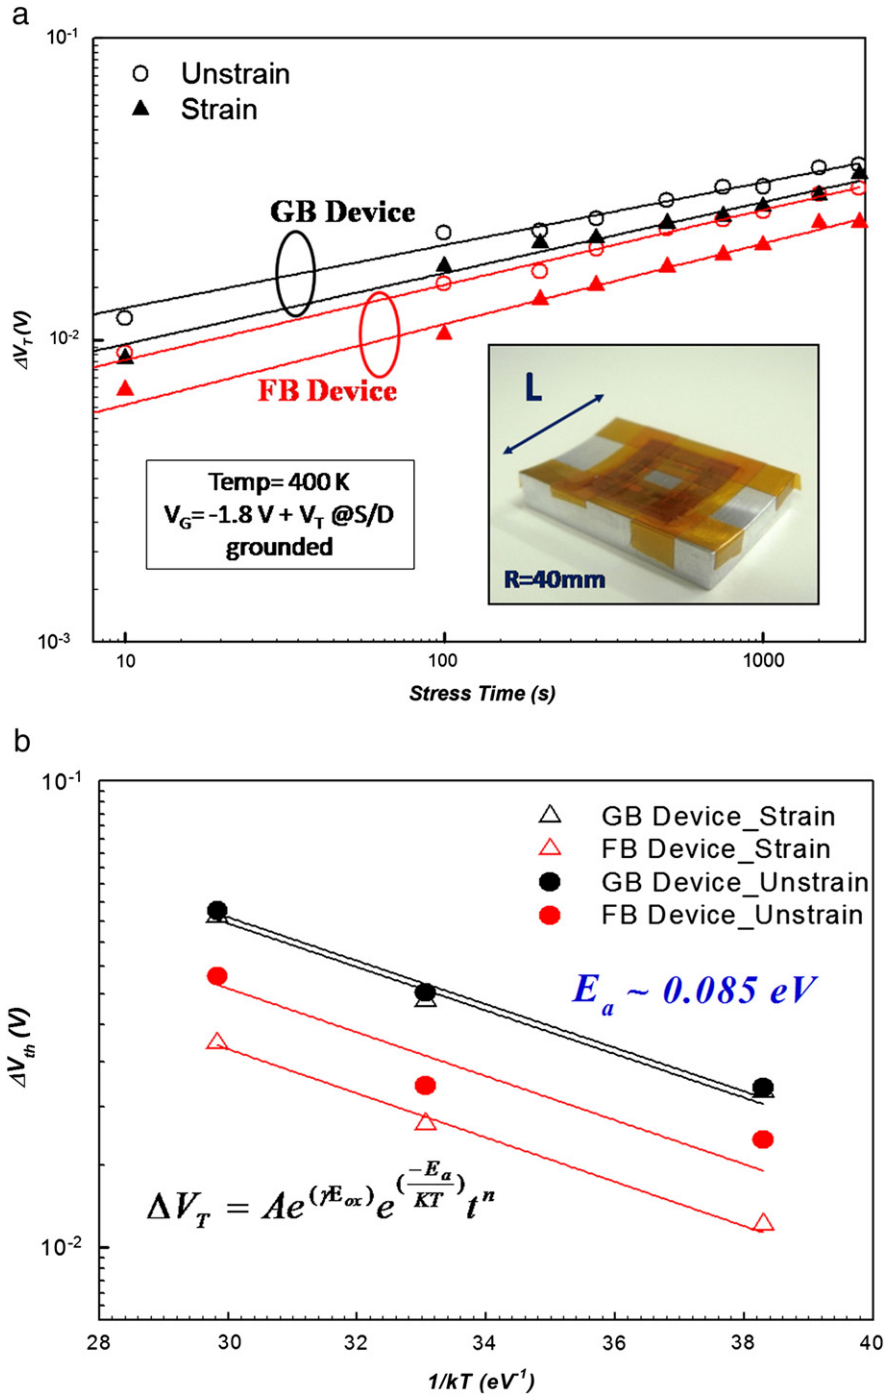 a
10^-1
Unstrain
Strain
GB Device
ΔV_T(V)
10^-2
FB Device
L
Temp= 400 K
V_G= -1.8 V + V_T @S/D
grounded
R=40mm
10^-3
10 100 1000
Stress Time (s)
b
10^-1
GB Device_Strain
FB Device_Strain
GB Device_Unstrain
FB Device_Unstrain
E_a ~ 0.085 eV
ΔV_th (V)
ΔV_T = Ae^(γE_ox) e^(-E_a/KT) t^n
10^-2
28 30 32 34 36 38 40
1/kT (eV^-1)